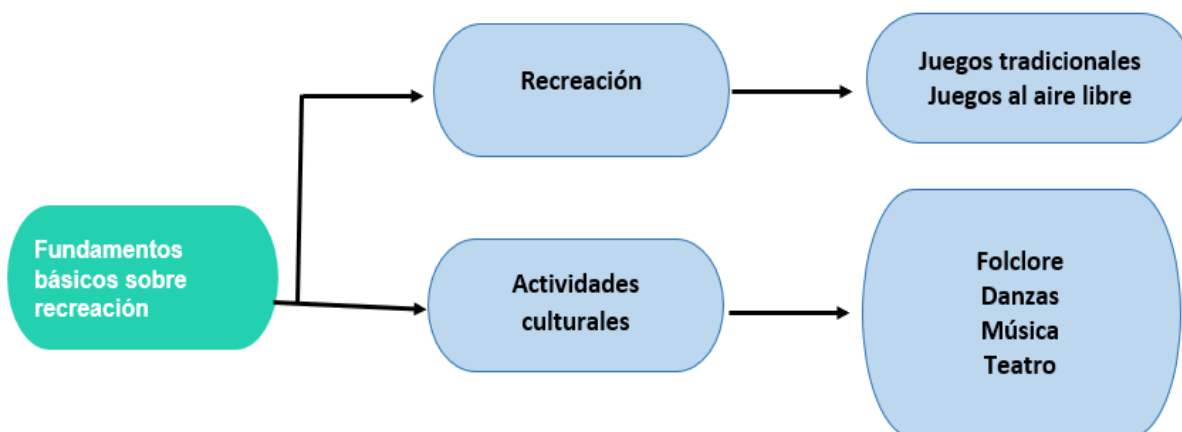 Recreación
Juegos tradicionales
Juegos al aire libre
Fundamentos
básicos sobre
recreación
Actividades
culturales
Folclore
Danzas
Música
Teatro